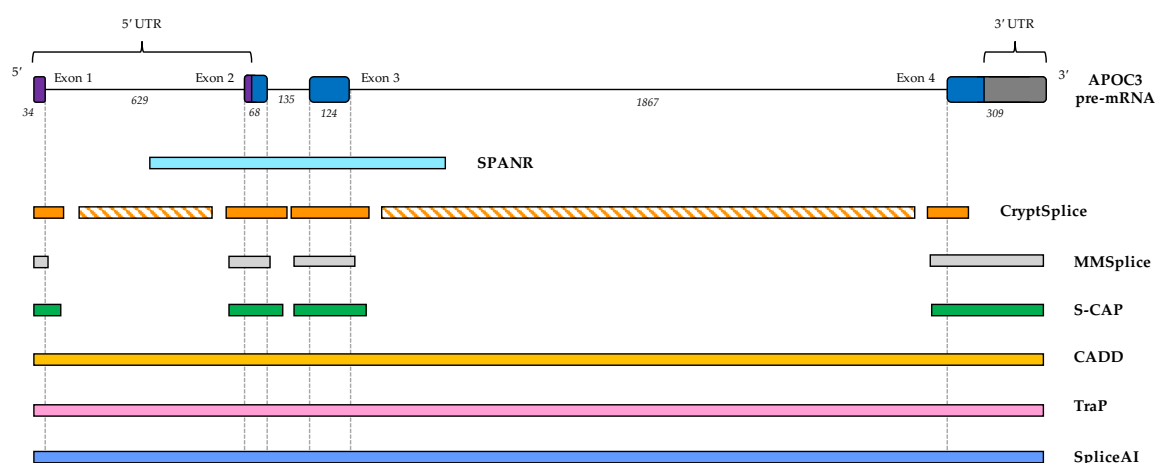 5′ UTR
3′ UTR
5′
Exon 1
Exon 2
Exon 3
Exon 4
3′
APOC3
pre-mRNA
34
629
68
135
124
1867
309
SPANR
CryptSplice
MMSplice
S-CAP
CADD
TraP
SpliceAI